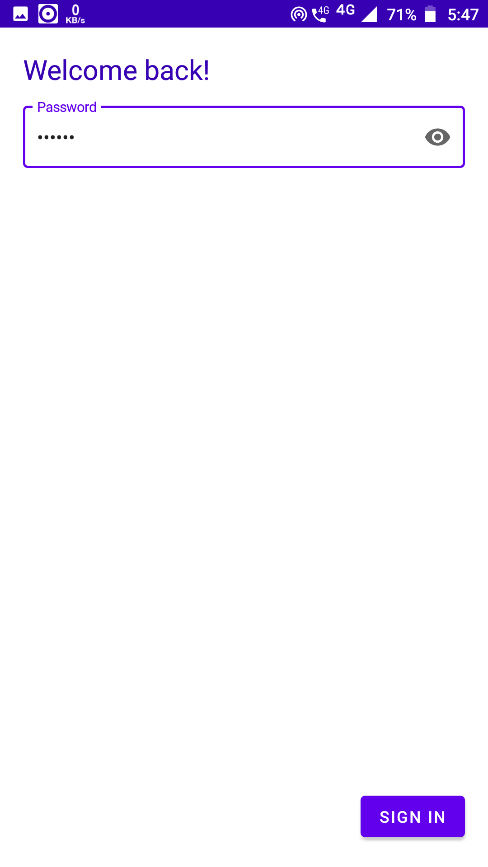 0 KB/s 4G 4G 71% 5:47
Welcome back!
Password
••••••
SIGN IN